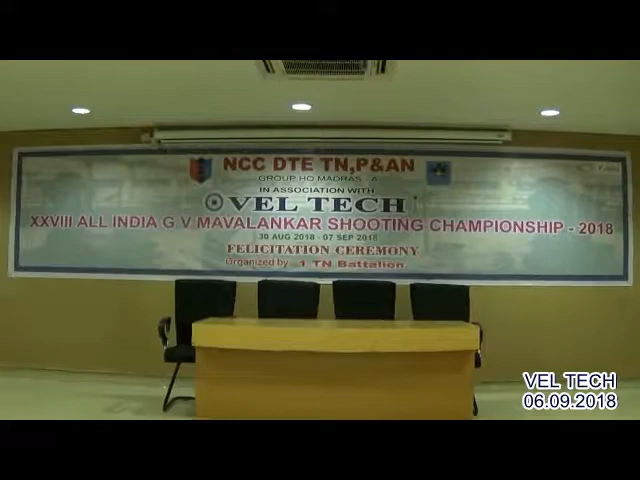 NCC DTE TN,P&AN
GROUP HQ MADRAS - A
IN ASSOCIATION WITH
VEL TECH
XXVIII ALL INDIA G V MAVALANKAR SHOOTING CHAMPIONSHIP - 2018
30 AUG 2018 - 07 SEP 2018
FELICITATION CEREMONY
Organized by - 1 TN Battalion
VEL TECH
06.09.2018